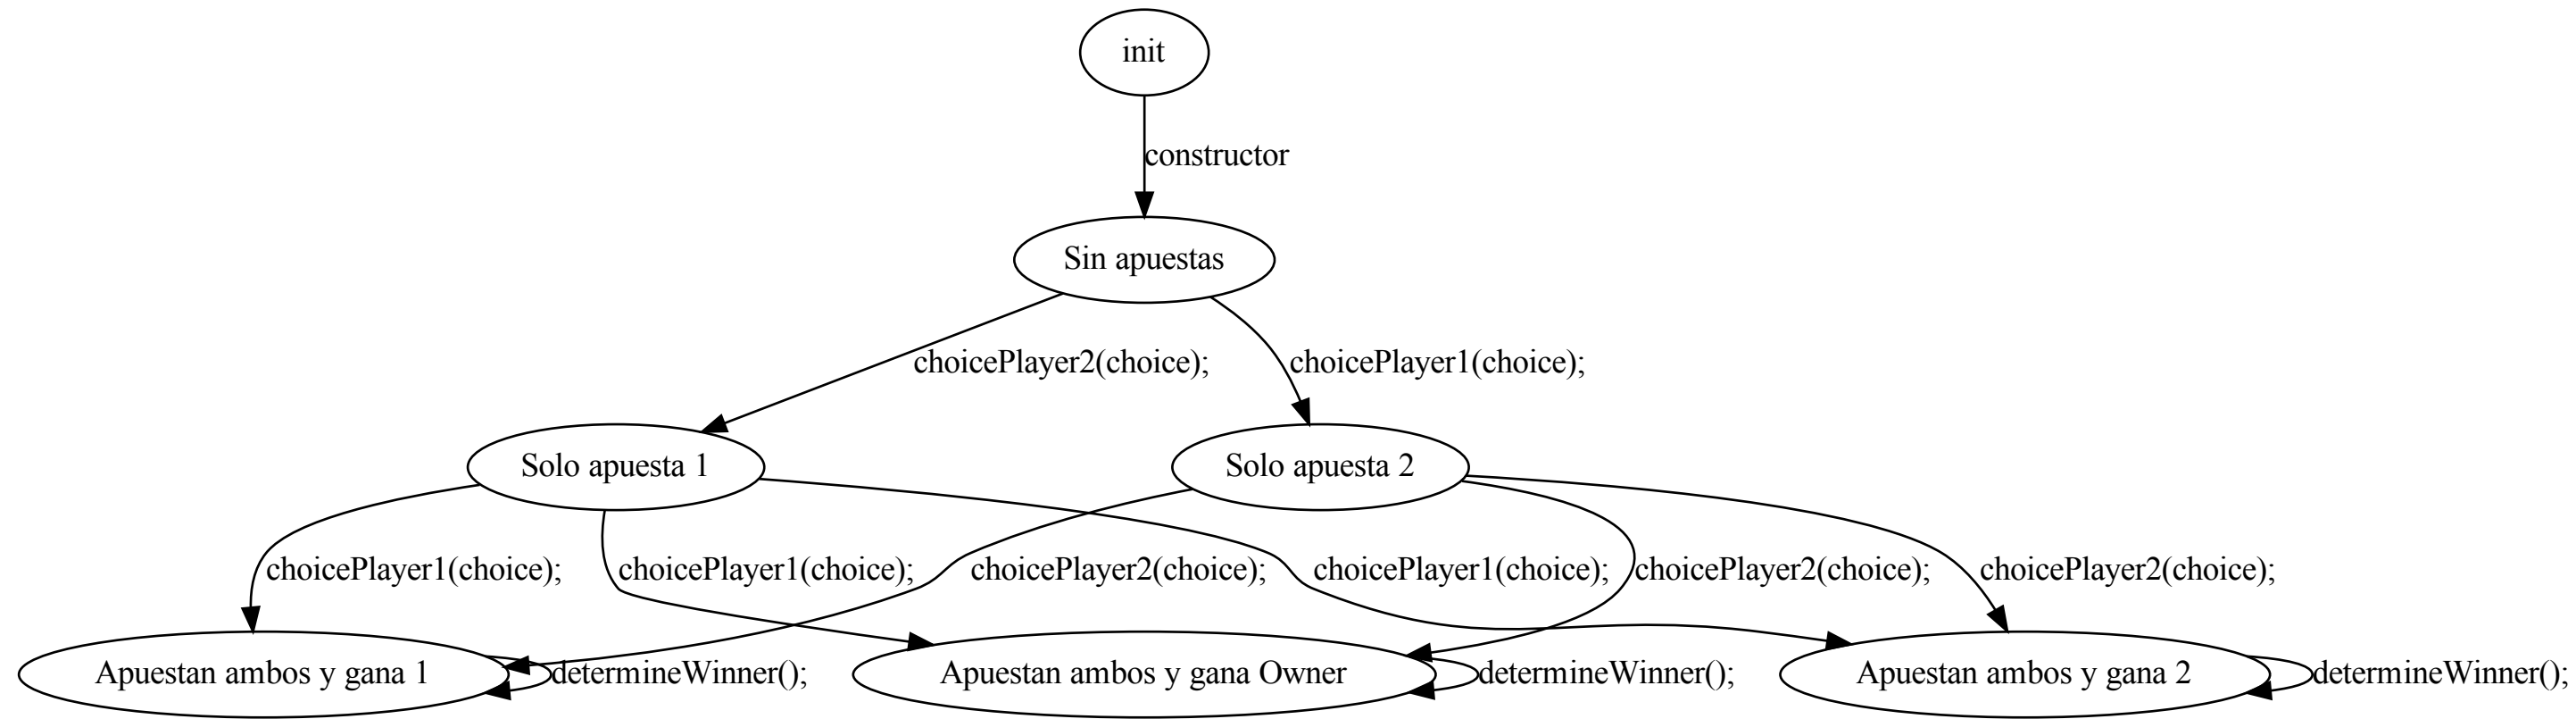 init
constructor
Sin apuestas
choicePlayer2(choice);
choicePlayer1(choice);
Solo apuesta 1
Solo apuesta 2
choicePlayer1(choice);
choicePlayer1(choice);
choicePlayer2(choice);
choicePlayer1(choice);
choicePlayer2(choice);
choicePlayer2(choice);
Apuestan ambos y gana 1
determineWinner();
Apuestan ambos y gana Owner
determineWinner();
Apuestan ambos y gana 2
determineWinner();